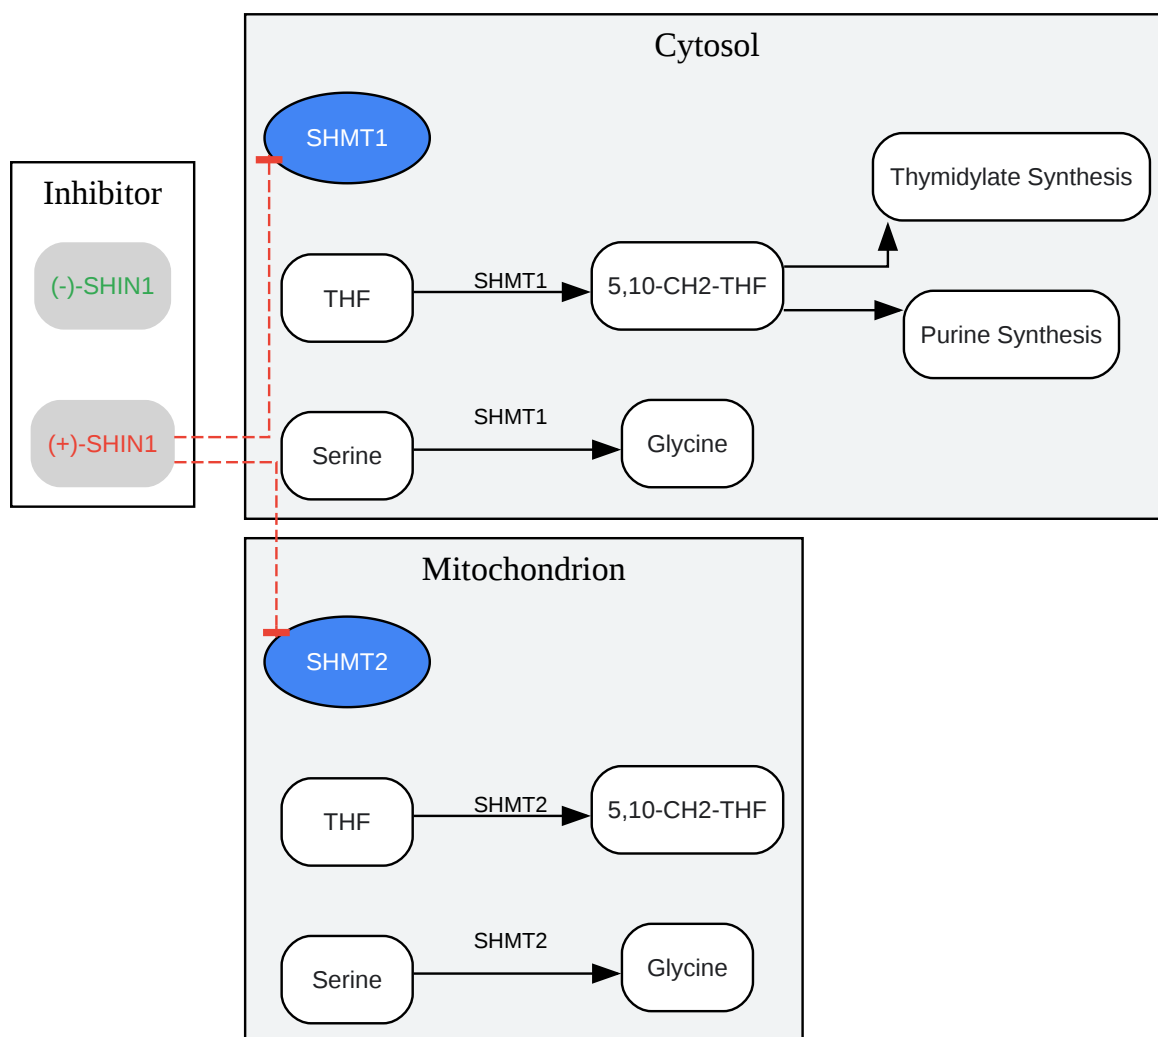 Cytosol
SHMT1
Thymidylate Synthesis
Inhibitor
(-)-SHIN1
THF
SHMT1
5,10-CH2-THF
Purine Synthesis
(+)-SHIN1
Serine
SHMT1
Glycine
Mitochondrion
SHMT2
THF
SHMT2
5,10-CH2-THF
Serine
SHMT2
Glycine